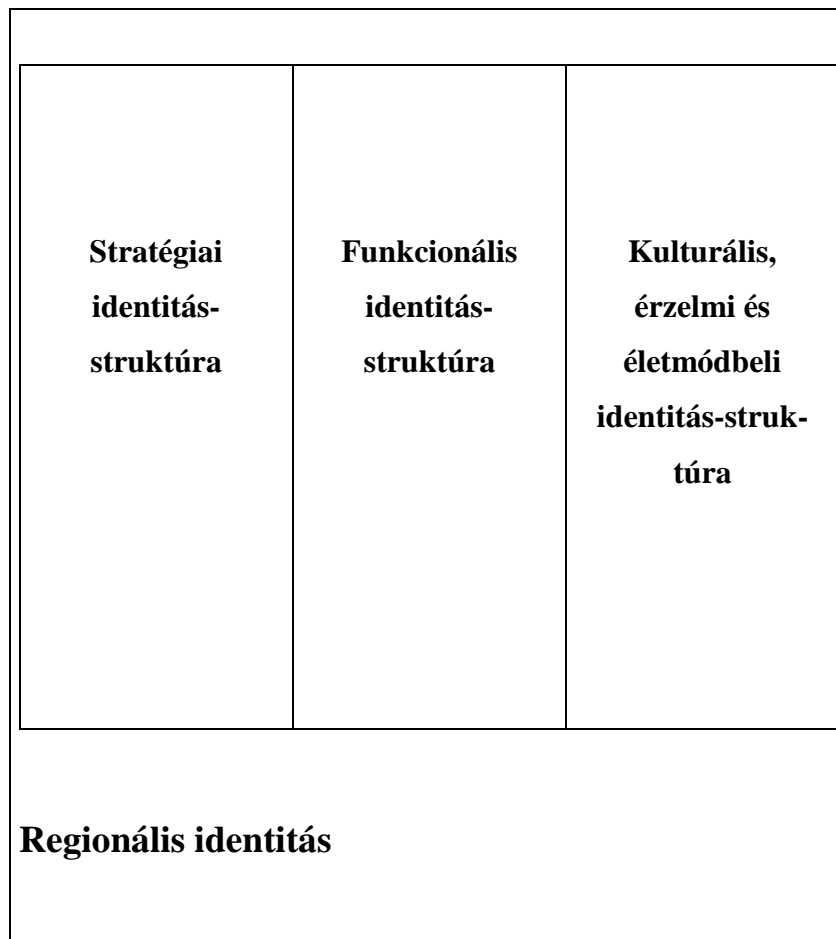 Stratégiai
identitás-
struktúra
Funkcionális
identitás-
struktúra
Kulturális,
érzelmi és
életmódbeli
identitás-struk-
túra
Regionális identitás